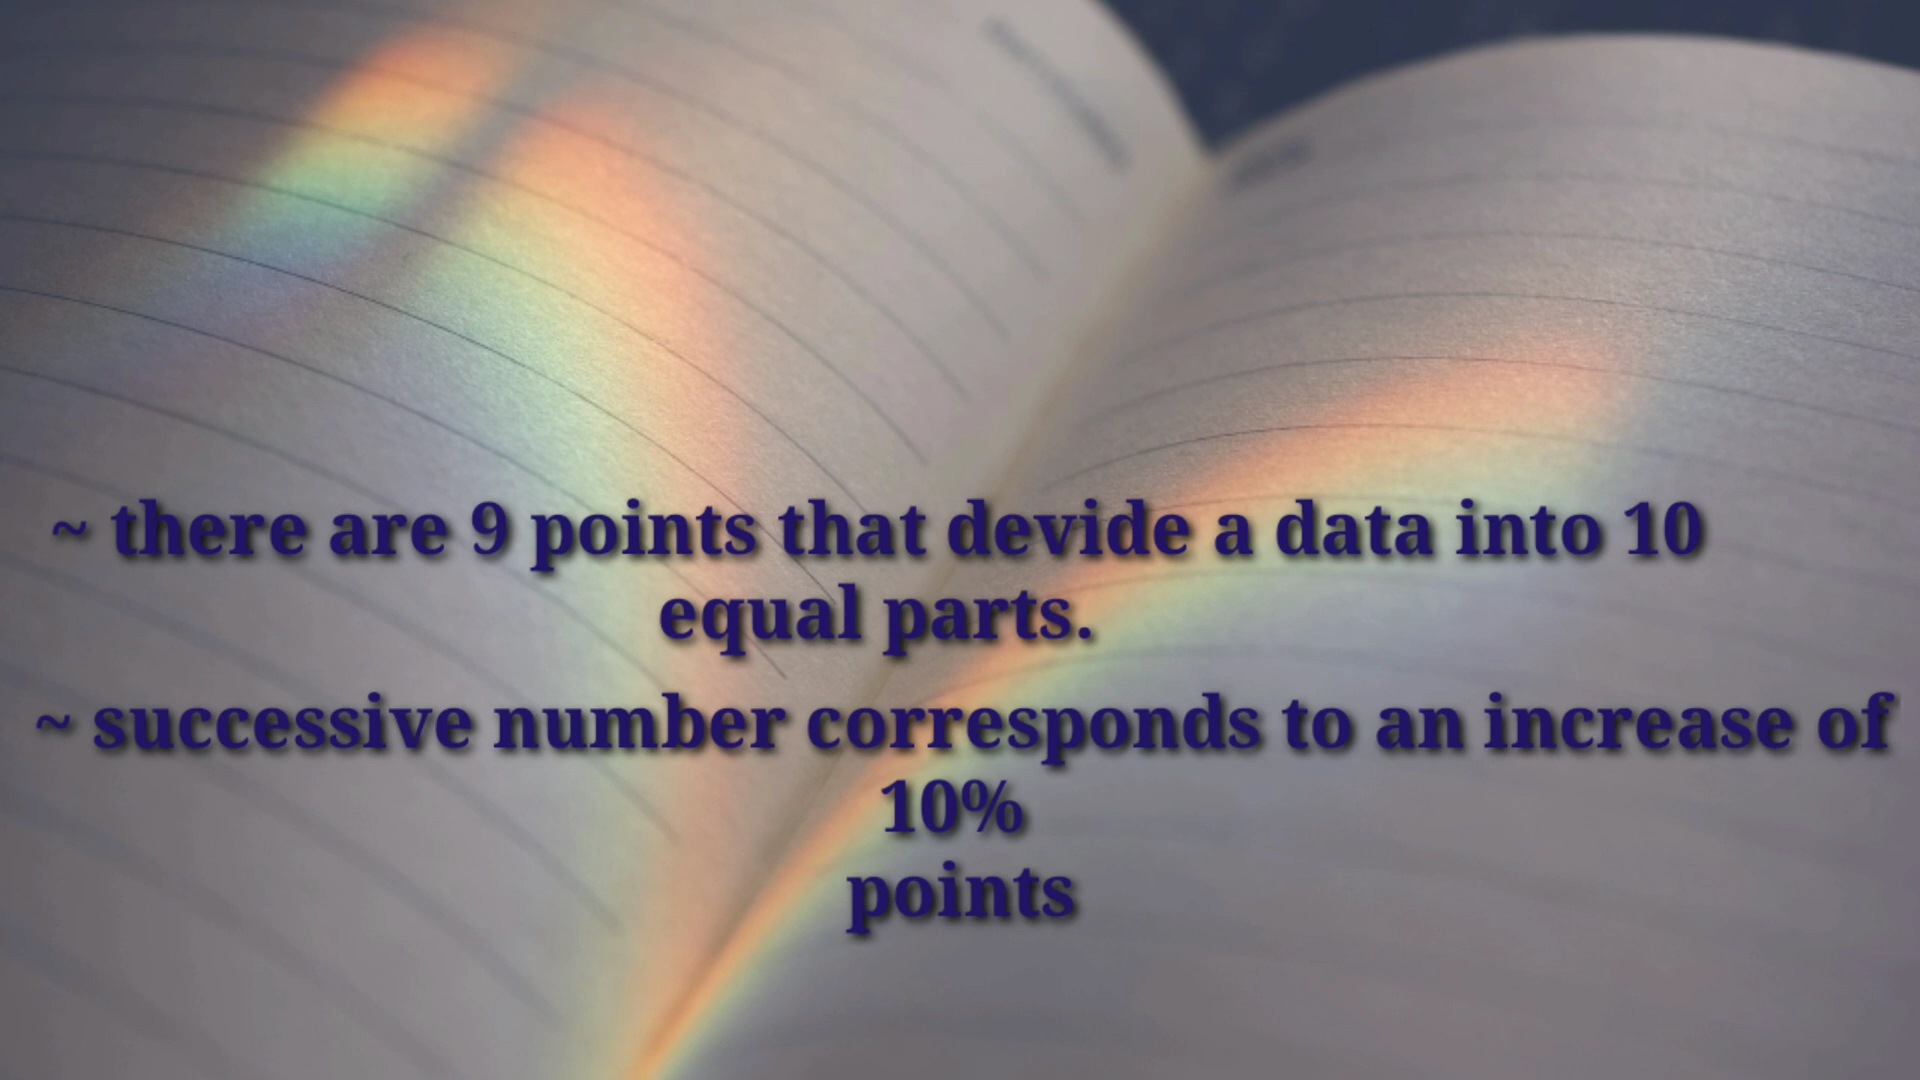 ~ there are 9 points that devide a data into 10
equal parts.
~ successive number corresponds to an increase of
10%
points